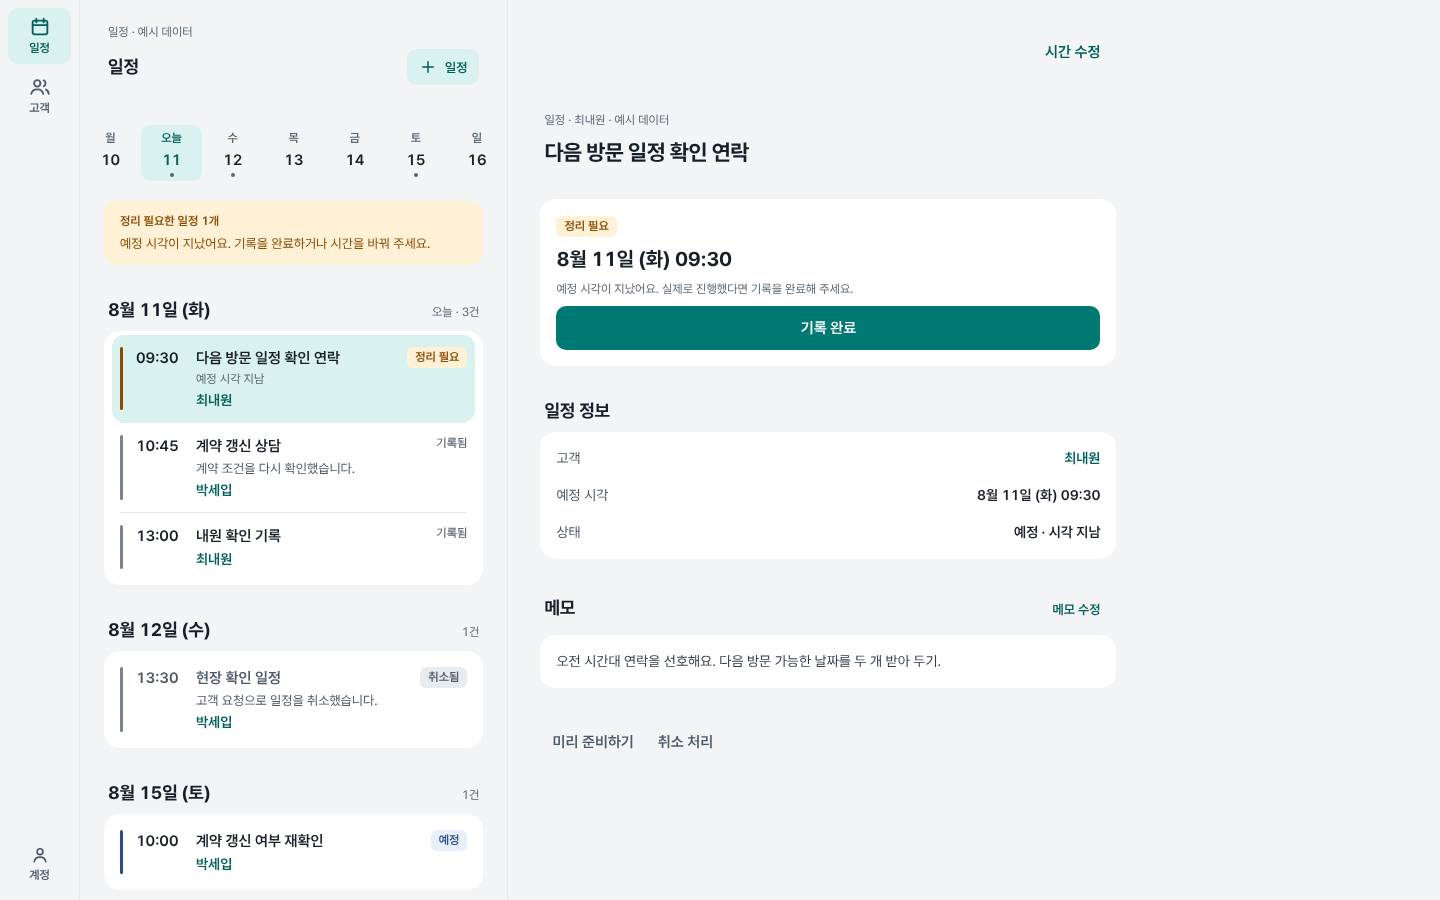 일정
고객
계정
일정 · 예시 데이터
일정
일정
월 오늘 수 목 금 토 일
10 11 12 13 14 15 16
정리 필요한 일정 1개
예정 시각이 지났어요. 기록을 완료하거나 시간을 바꿔 주세요.
8월 11일 (화) 오늘 · 3건
09:30 다음 방문 일정 확인 연락 정리 필요
예정 시각 지남
최내원
10:45 계약 갱신 상담 기록됨
계약 조건을 다시 확인했습니다.
박세입
13:00 내원 확인 기록 기록됨
최내원
8월 12일 (수) 1건
13:30 현장 확인 일정 취소됨
고객 요청으로 일정을 취소했습니다.
박세입
8월 15일 (토) 1건
10:00 계약 갱신 여부 재확인 예정
박세입
시간 수정
일정 · 최내원 · 예시 데이터
다음 방문 일정 확인 연락
정리 필요
8월 11일 (화) 09:30
예정 시각이 지났어요. 실제로 진행했다면 기록을 완료해 주세요.
기록 완료
일정 정보
고객 최내원
예정 시각 8월 11일 (화) 09:30
상태 예정 · 시각 지남
메모 메모 수정
오전 시간대 연락을 선호해요. 다음 방문 가능한 날짜를 두 개 받아 두기.
미리 준비하기 취소 처리